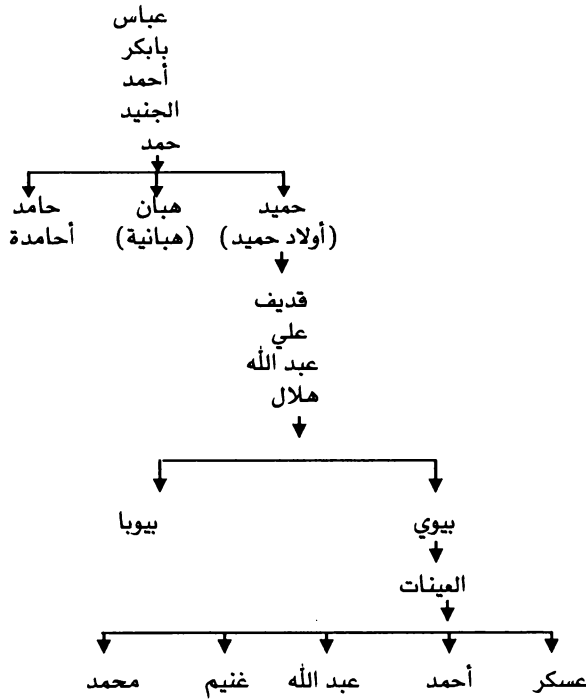 عباس
بابكر
أحمد
الجنيد
حمد
حميد هبان حامد
(أولاد حميد) (هبانية) أحامدة
قديف
علي
عبد الله
هلال
بيوي بيوبا
العينات
عسكر أحمد عبد الله غنيم محمد